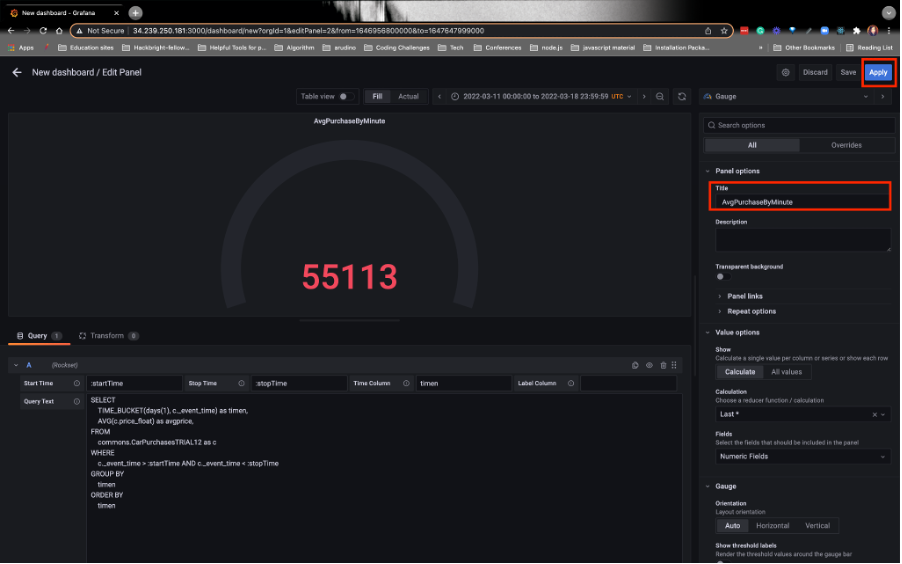 New dashboard - Grafana
Not Secure | 34.239.250.181:3000/dashboard/new?orgId=1&editPanel=2&from=1646956800000&to=1647647999000
Apps
Education sites
Hackbright-fellow...
Helpful Tools for p...
Algorithm
arudino
Coding Challenges
Tech
Conferences
node.js
javascript material
Installation Packa...
»
Other Bookmarks
Reading List
New dashboard / Edit Panel
Discard
Save
Apply
Table view
Fill
Actual
2022-03-11 00:00:00 to 2022-03-18 23:59:59 UTC
Gauge
AvgPurchaseByMinute
55113
Search options
All
Overrides
Panel options
Title
AvgPurchaseByMinute
Description
Transparent background
Panel links
Repeat options
Value options
Show
Calculate a single value per column or series or show each row
Calculate
All values
Calculation
Choose a reducer function / calculation
Last *
Fields
Select the fields that should be included in the panel
Numeric Fields
Gauge
Orientation
Layout orientation
Auto
Horizontal
Vertical
Show threshold labels
Render the threshold values around the gauge bar
Query 1
Transform 0
A (Rockset)
Start Time
:startTime
Stop Time
:stopTime
Time Column
timen
Label Column
Query Text
SELECT
TIME_BUCKET(days(1), c._event_time) as timen,
AVG(c.price_float) as avgprice,
FROM
commons.CarPurchasesTRIAL12 as c
WHERE
c._event_time > :startTime AND c._event_time < :stopTime
GROUP BY
timen
ORDER BY
timen